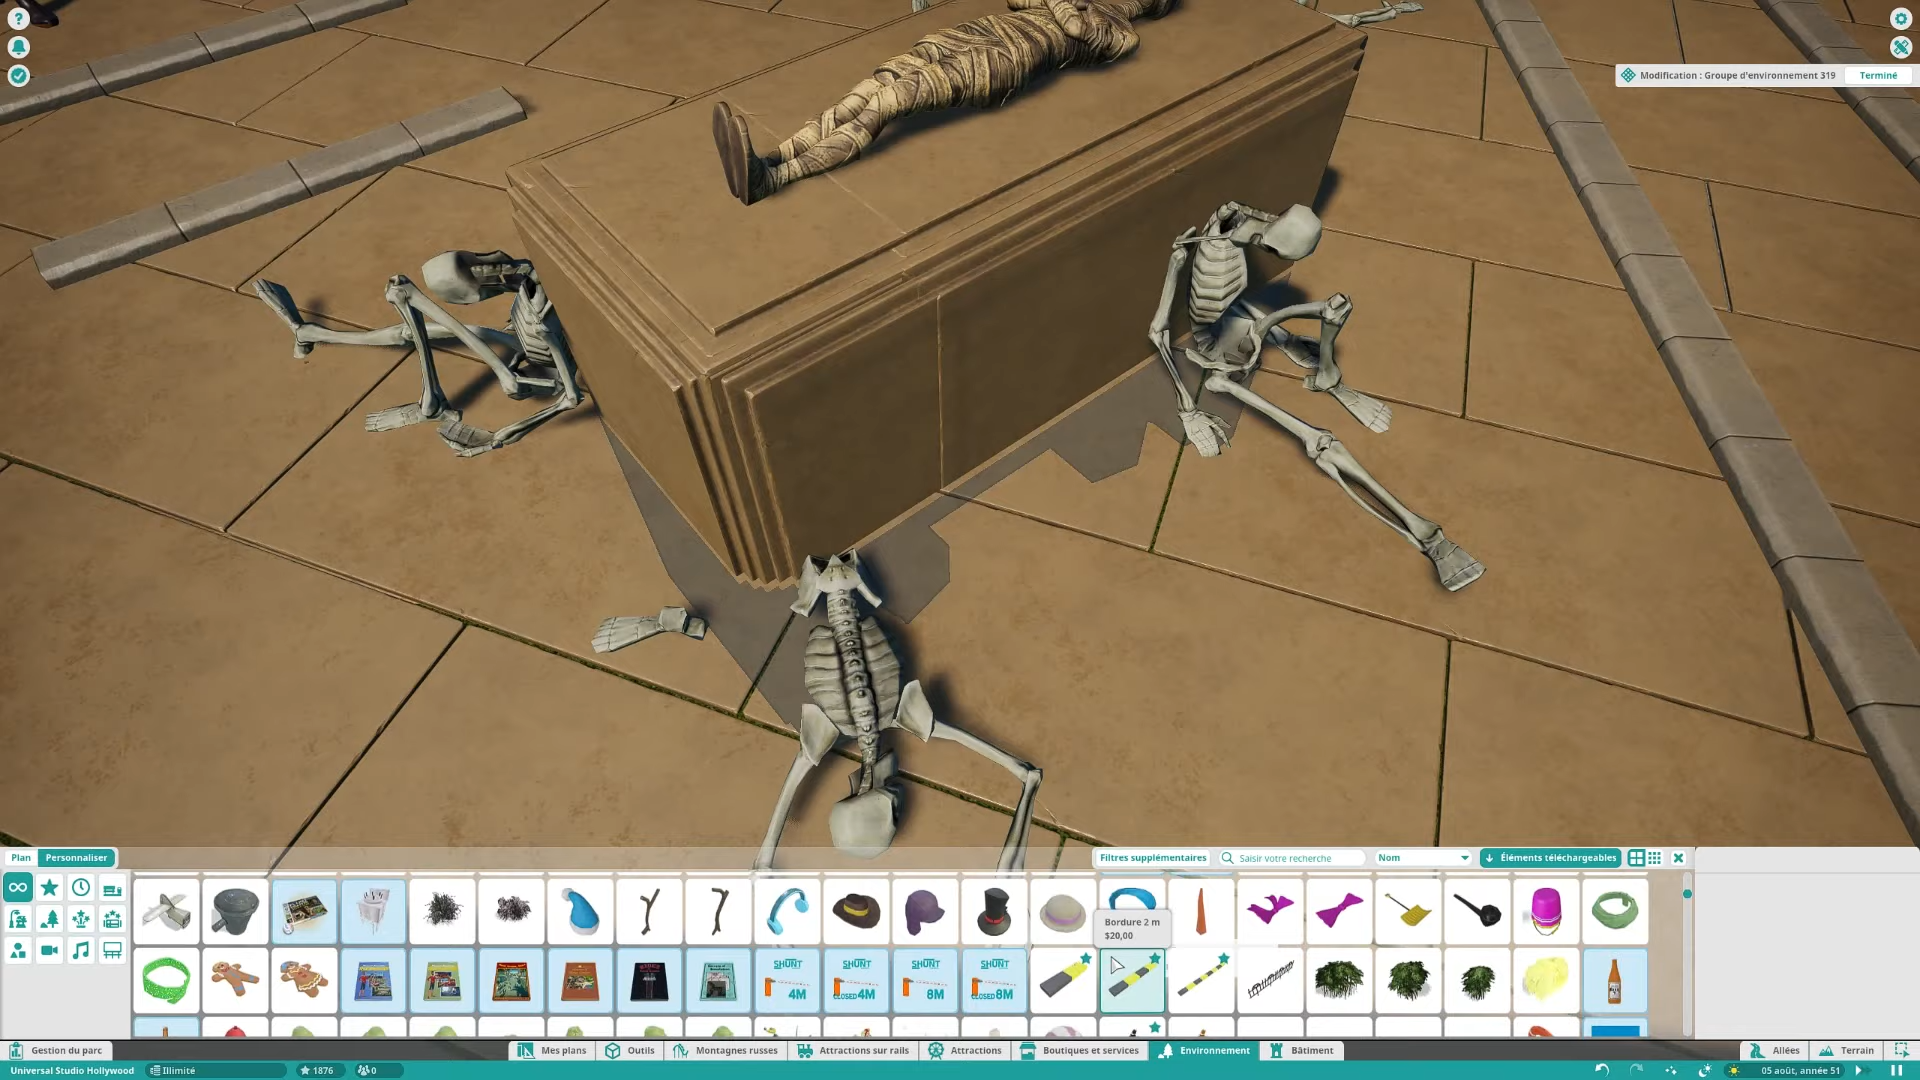 Modification : Groupe d'environnement 319
Terminé
Plan
Personnaliser
Filtres supplémentaires
Saisir votre recherche
Nom
Éléments téléchargeables
Bordure 2 m
$20,00
SHUNT
4M
SHUNT
CLOSED 4M
SHUNT
8M
SHUNT
CLOSED 8M
Gestion du parc
Mes plans
Outils
Montagnes russes
Attractions sur rails
Attractions
Boutiques et services
Environnement
Bâtiment
Allées
Terrain
Universal Studio Hollywood
Illimité
1876
0
05 août, année 51